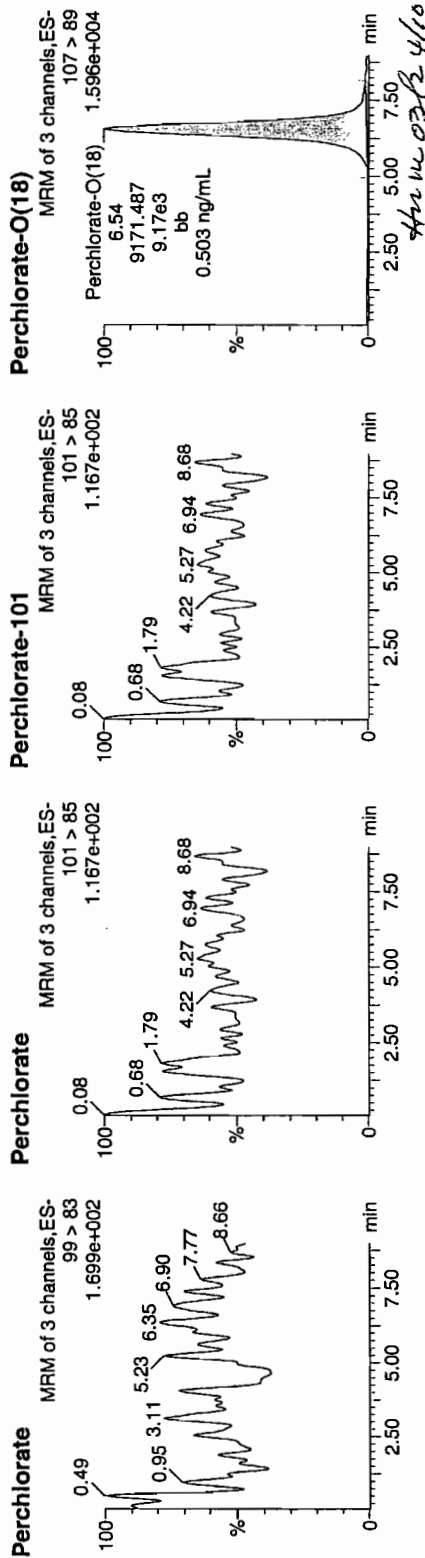 Perchlorate
MRM of 3 channels,ES-
99 > 83
1.699e+002
100
%
0
0.49
0.95
3.11
5.23
6.35
6.90
7.77
8.66
2.50
5.00
7.50
min
Perchlorate
MRM of 3 channels,ES-
101 > 85
1.167e+002
100
%
0
0.08
0.68
1.79
4.22
5.27
6.94
8.68
2.50
5.00
7.50
min
Perchlorate-101
MRM of 3 channels,ES-
101 > 85
1.167e+002
100
%
0
0.08
0.68
1.79
4.22
5.27
6.94
8.68
2.50
5.00
7.50
min
Perchlorate-O(18)
MRM of 3 channels,ES-
107 > 89
1.596e+004
100
%
0
Perchlorate-O(18)
6.54
9171.487
9.17e3
bb
0.503 ng/mL
2.50
5.00
7.50
min
4/10